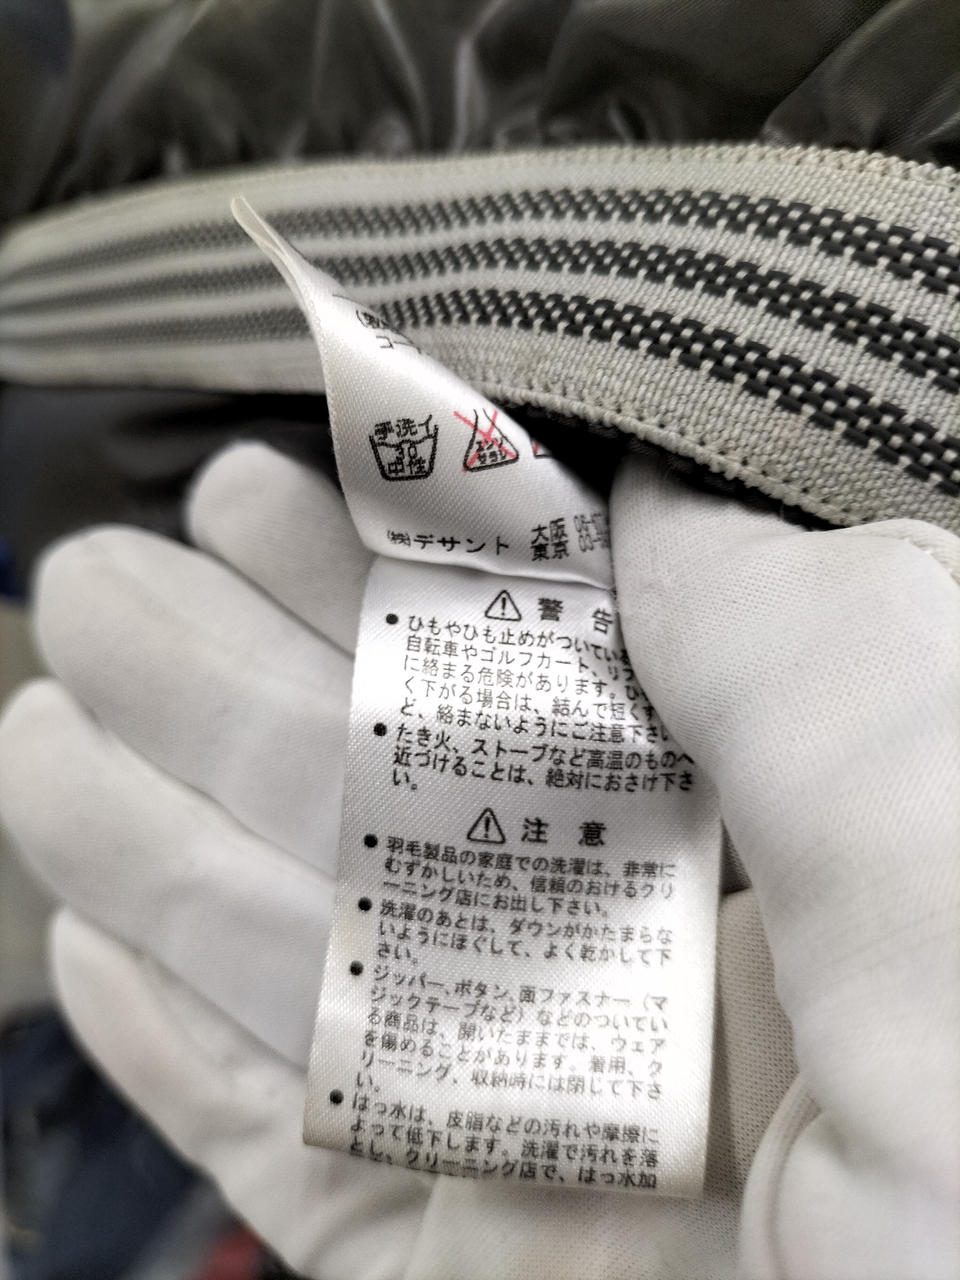 手洗イ
30
中性
エンソ
サラシ
(株)デサント 大阪
東京
警 告
● ひもやひも止めがついている
自転車やゴルフカート、リフ
に絡まる危険があります。ひ
く下がる場合は、結んで短くす
ど、絡まないようにご注意下さい
● たき火、ストーブなど高温のものへ
近づけることは、絶対におさけ下さ
い。
注 意
● 羽毛製品の家庭での洗濯は、非常に
むずかしいため、信頼のおけるクリ
ーニング店にお出し下さい。
● 洗濯のあとは、ダウンがかたまらな
いようにほぐして、よく乾かして下
さい。
● ジッパー、ボタン、面ファスナー（マ
ジックテープなど）などのついてい
る商品は、開いたままでは、ウェア
を傷めることがあります。着用、ク
リーニング、収納時には閉じて下さ
い。
● はっ水は、皮脂などの汚れや摩擦に
よって低下します。洗濯で汚れを落
とし、クリーニング店で、はっ水加